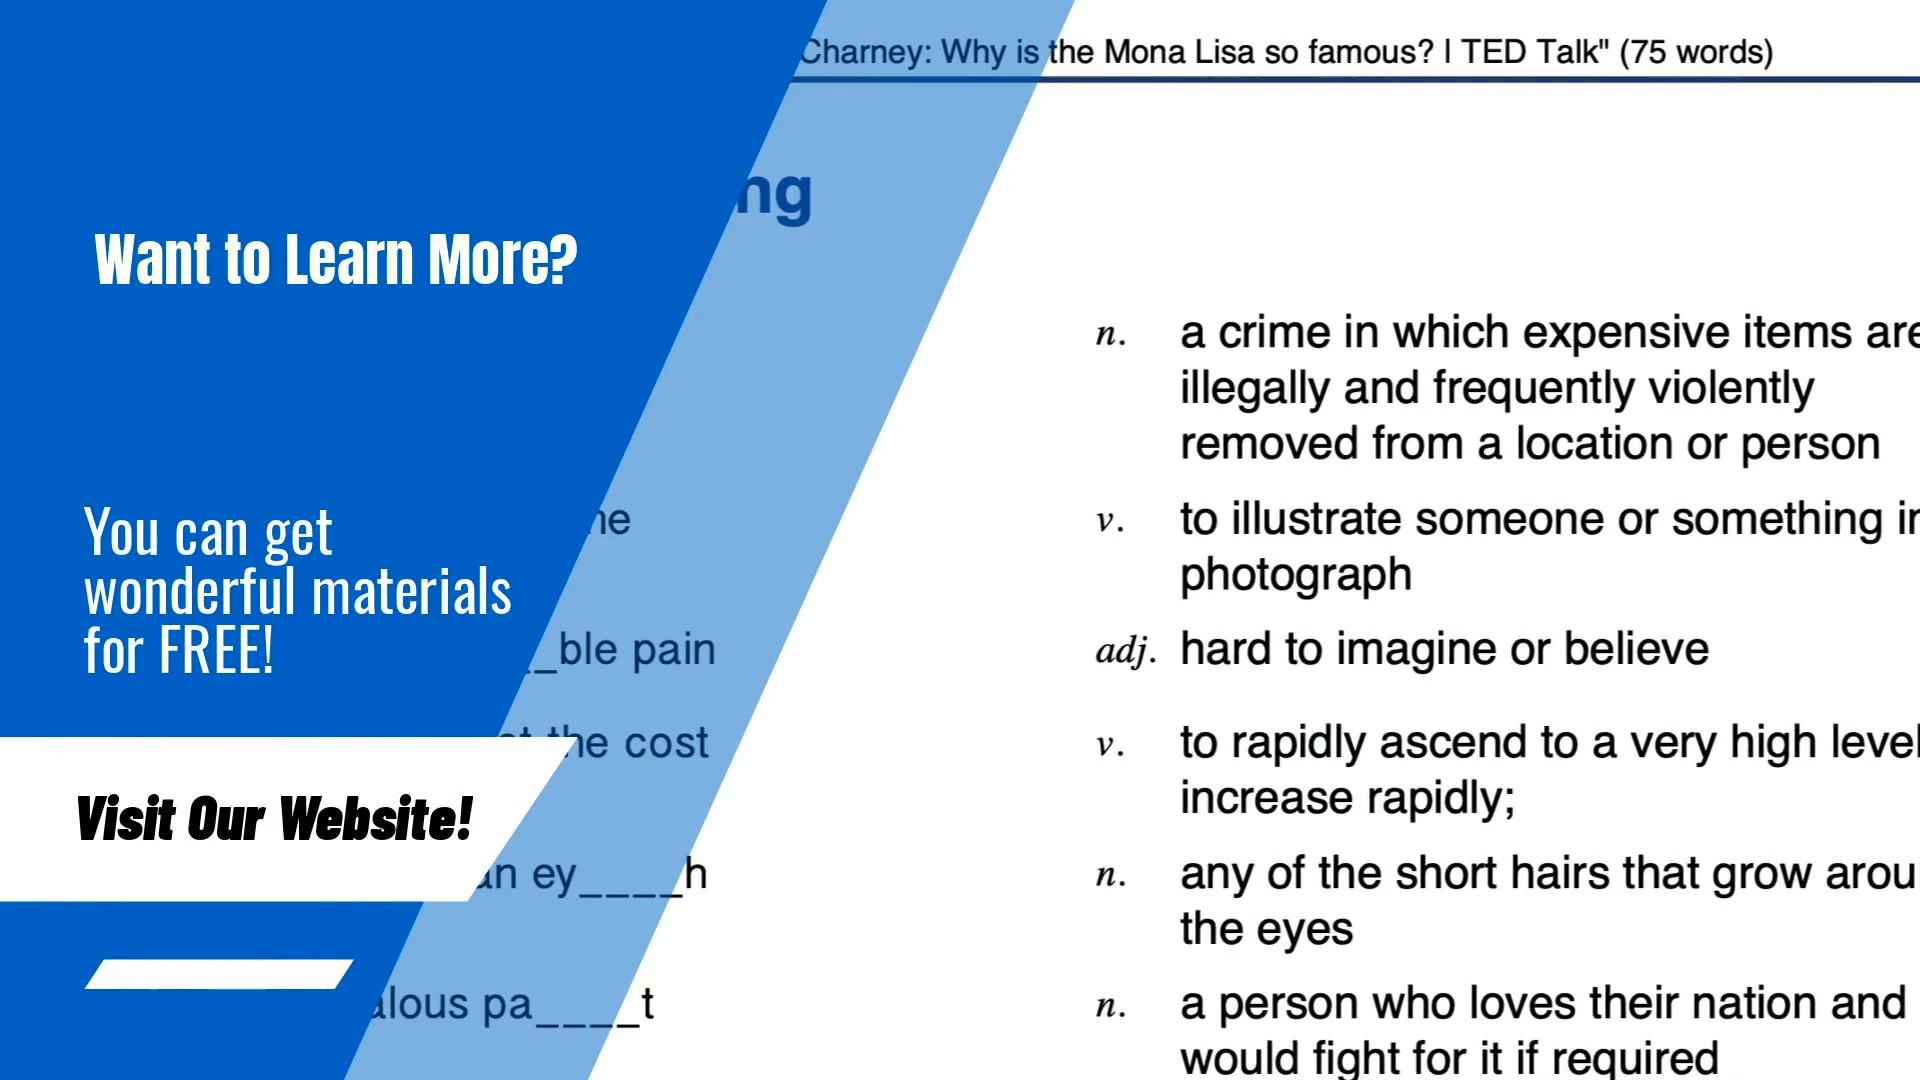 Charney: Why is the Mona Lisa so famous? | TED Talk" (75 words)
ng
Want to Learn More?
You can get
wonderful materials
for FREE!
Visit Our Website!
n. a crime in which expensive items are
illegally and frequently violently
removed from a location or person
ne v. to illustrate someone or something in
photograph
_ble pain adj. hard to imagine or believe
the cost v. to rapidly ascend to a very high level
increase rapidly;
an ey____h n. any of the short hairs that grow arou
the eyes
alous pa____t n. a person who loves their nation and
would fight for it if required